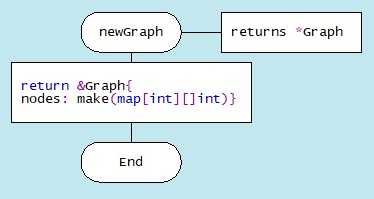 newGraph
returns *Graph
return &Graph{
nodes: make(map[int][]int)}
End